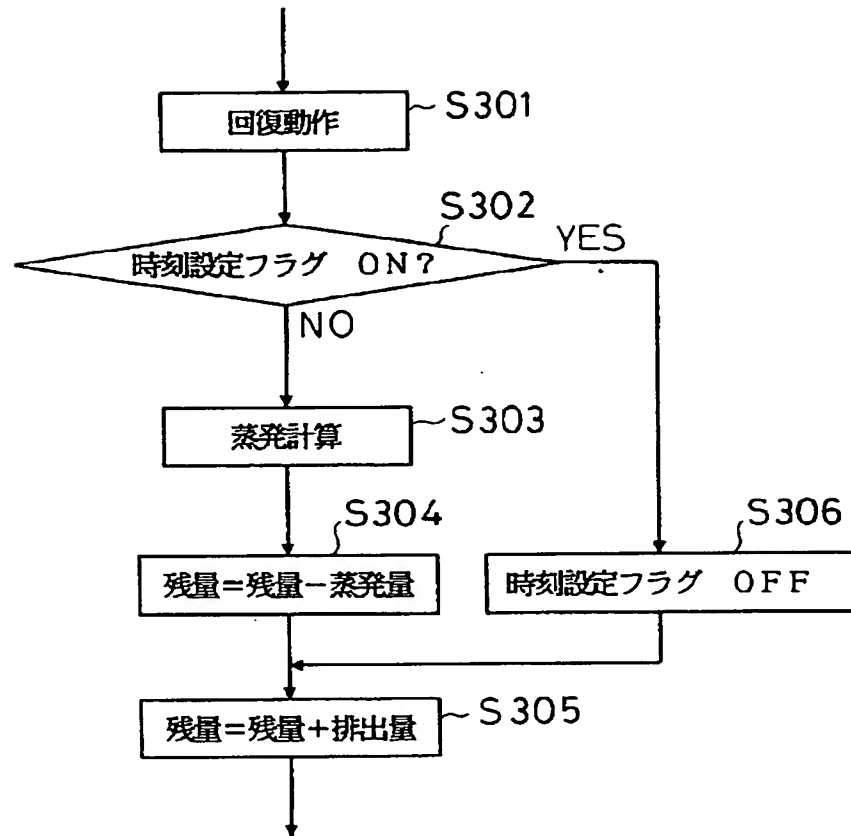 回復動作
S301
S302
時刻設定フラグ ON?
YES
NO
蒸発計算
S303
S304
残量=残量-蒸発量
S306
時刻設定フラグ OFF
残量=残量+排出量
S305